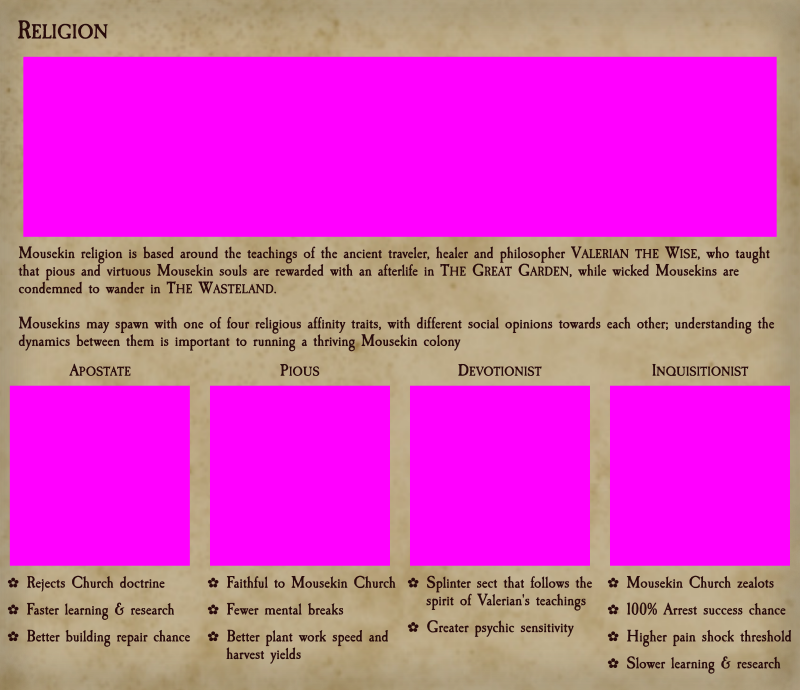 Religion
Mousekin religion is based around the teachings of the ancient traveler, healer and philosopher Valerian the Wise, who taught
that pious and virtuous Mousekin souls are rewarded with an afterlife in The Great Garden, while wicked Mousekins are
condemned to wander in The Wasteland.
Mousekins may spawn with one of four religious affinity traits, with different social opinions towards each other; understanding the
dynamics between them is important to running a thriving Mousekin colony
Apostate
✿ Rejects Church doctrine
✿ Faster learning & research
✿ Better building repair chance
Pious
✿ Faithful to Mousekin Church
✿ Fewer mental breaks
✿ Better plant work speed and
harvest yields
Devotionist
✿ Splinter sect that follows the
spirit of Valerian's teachings
✿ Greater psychic sensitivity
Inquisitionist
✿ Mousekin Church zealots
✿ 100% Arrest success chance
✿ Higher pain shock threshold
✿ Slower learning & research